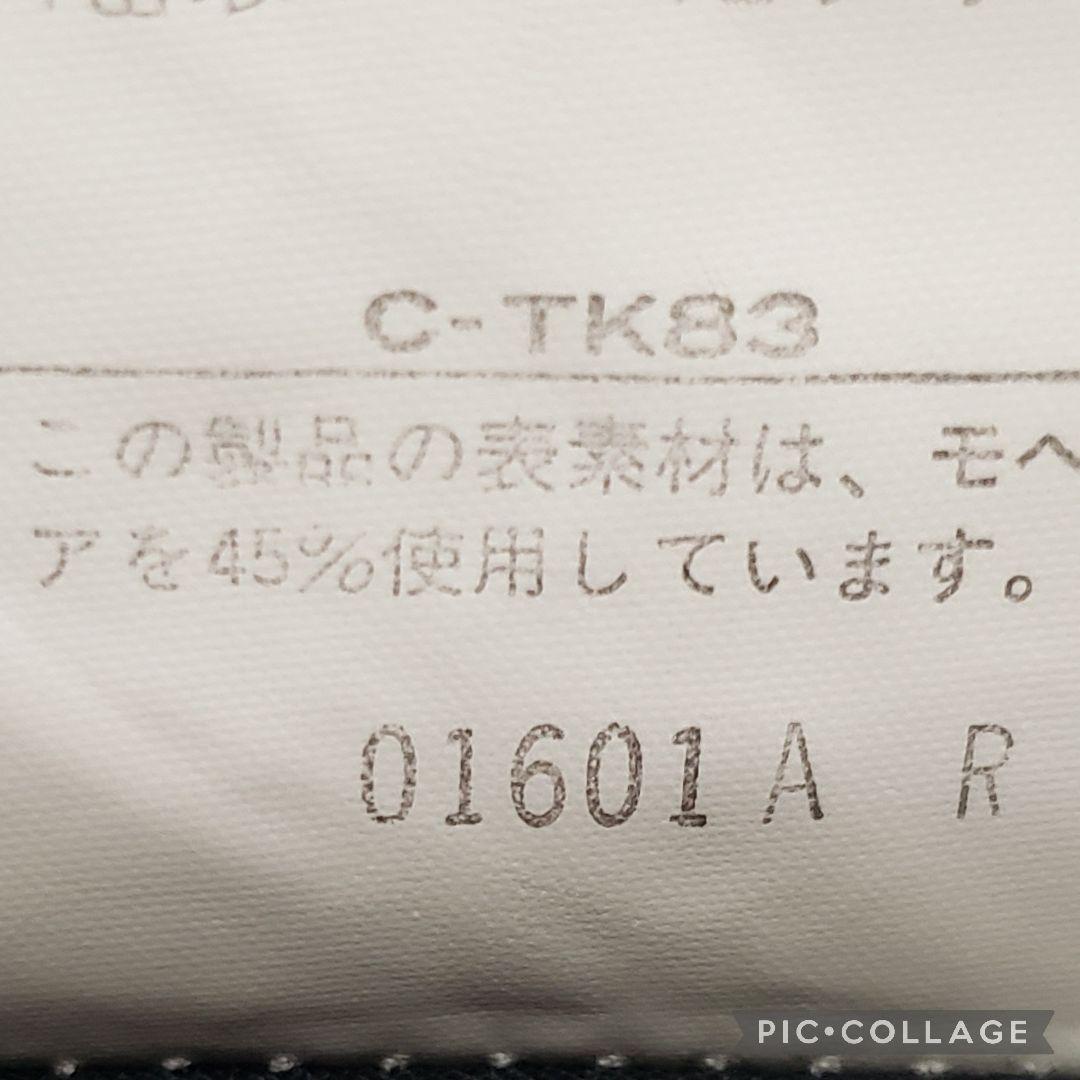 C-TK83
この製品の表素材は、モヘ
アを45%使用しています。
01601A R
PIC•COLLAGE